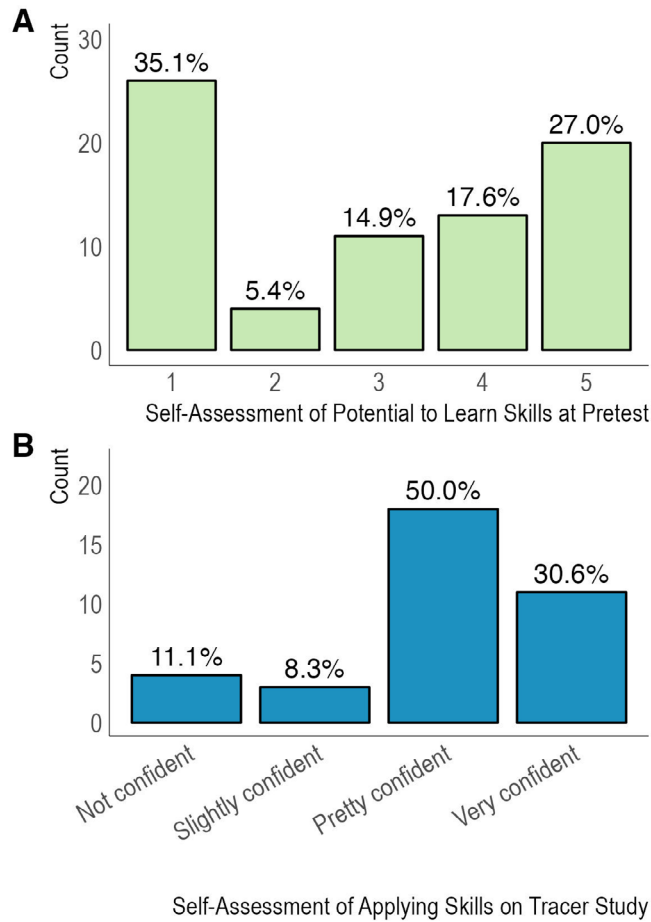 A
Count
30
35.1%
27.0%
20
17.6%
14.9%
10
5.4%
0
1 2 3 4 5
Self-Assessment of Potential to Learn Skills at Pretest
B
Count
20
50.0%
15
30.6%
10
5
11.1%
8.3%
0
Not confident
Slightly confident
Pretty confident
Very confident
Self-Assessment of Applying Skills on Tracer Study